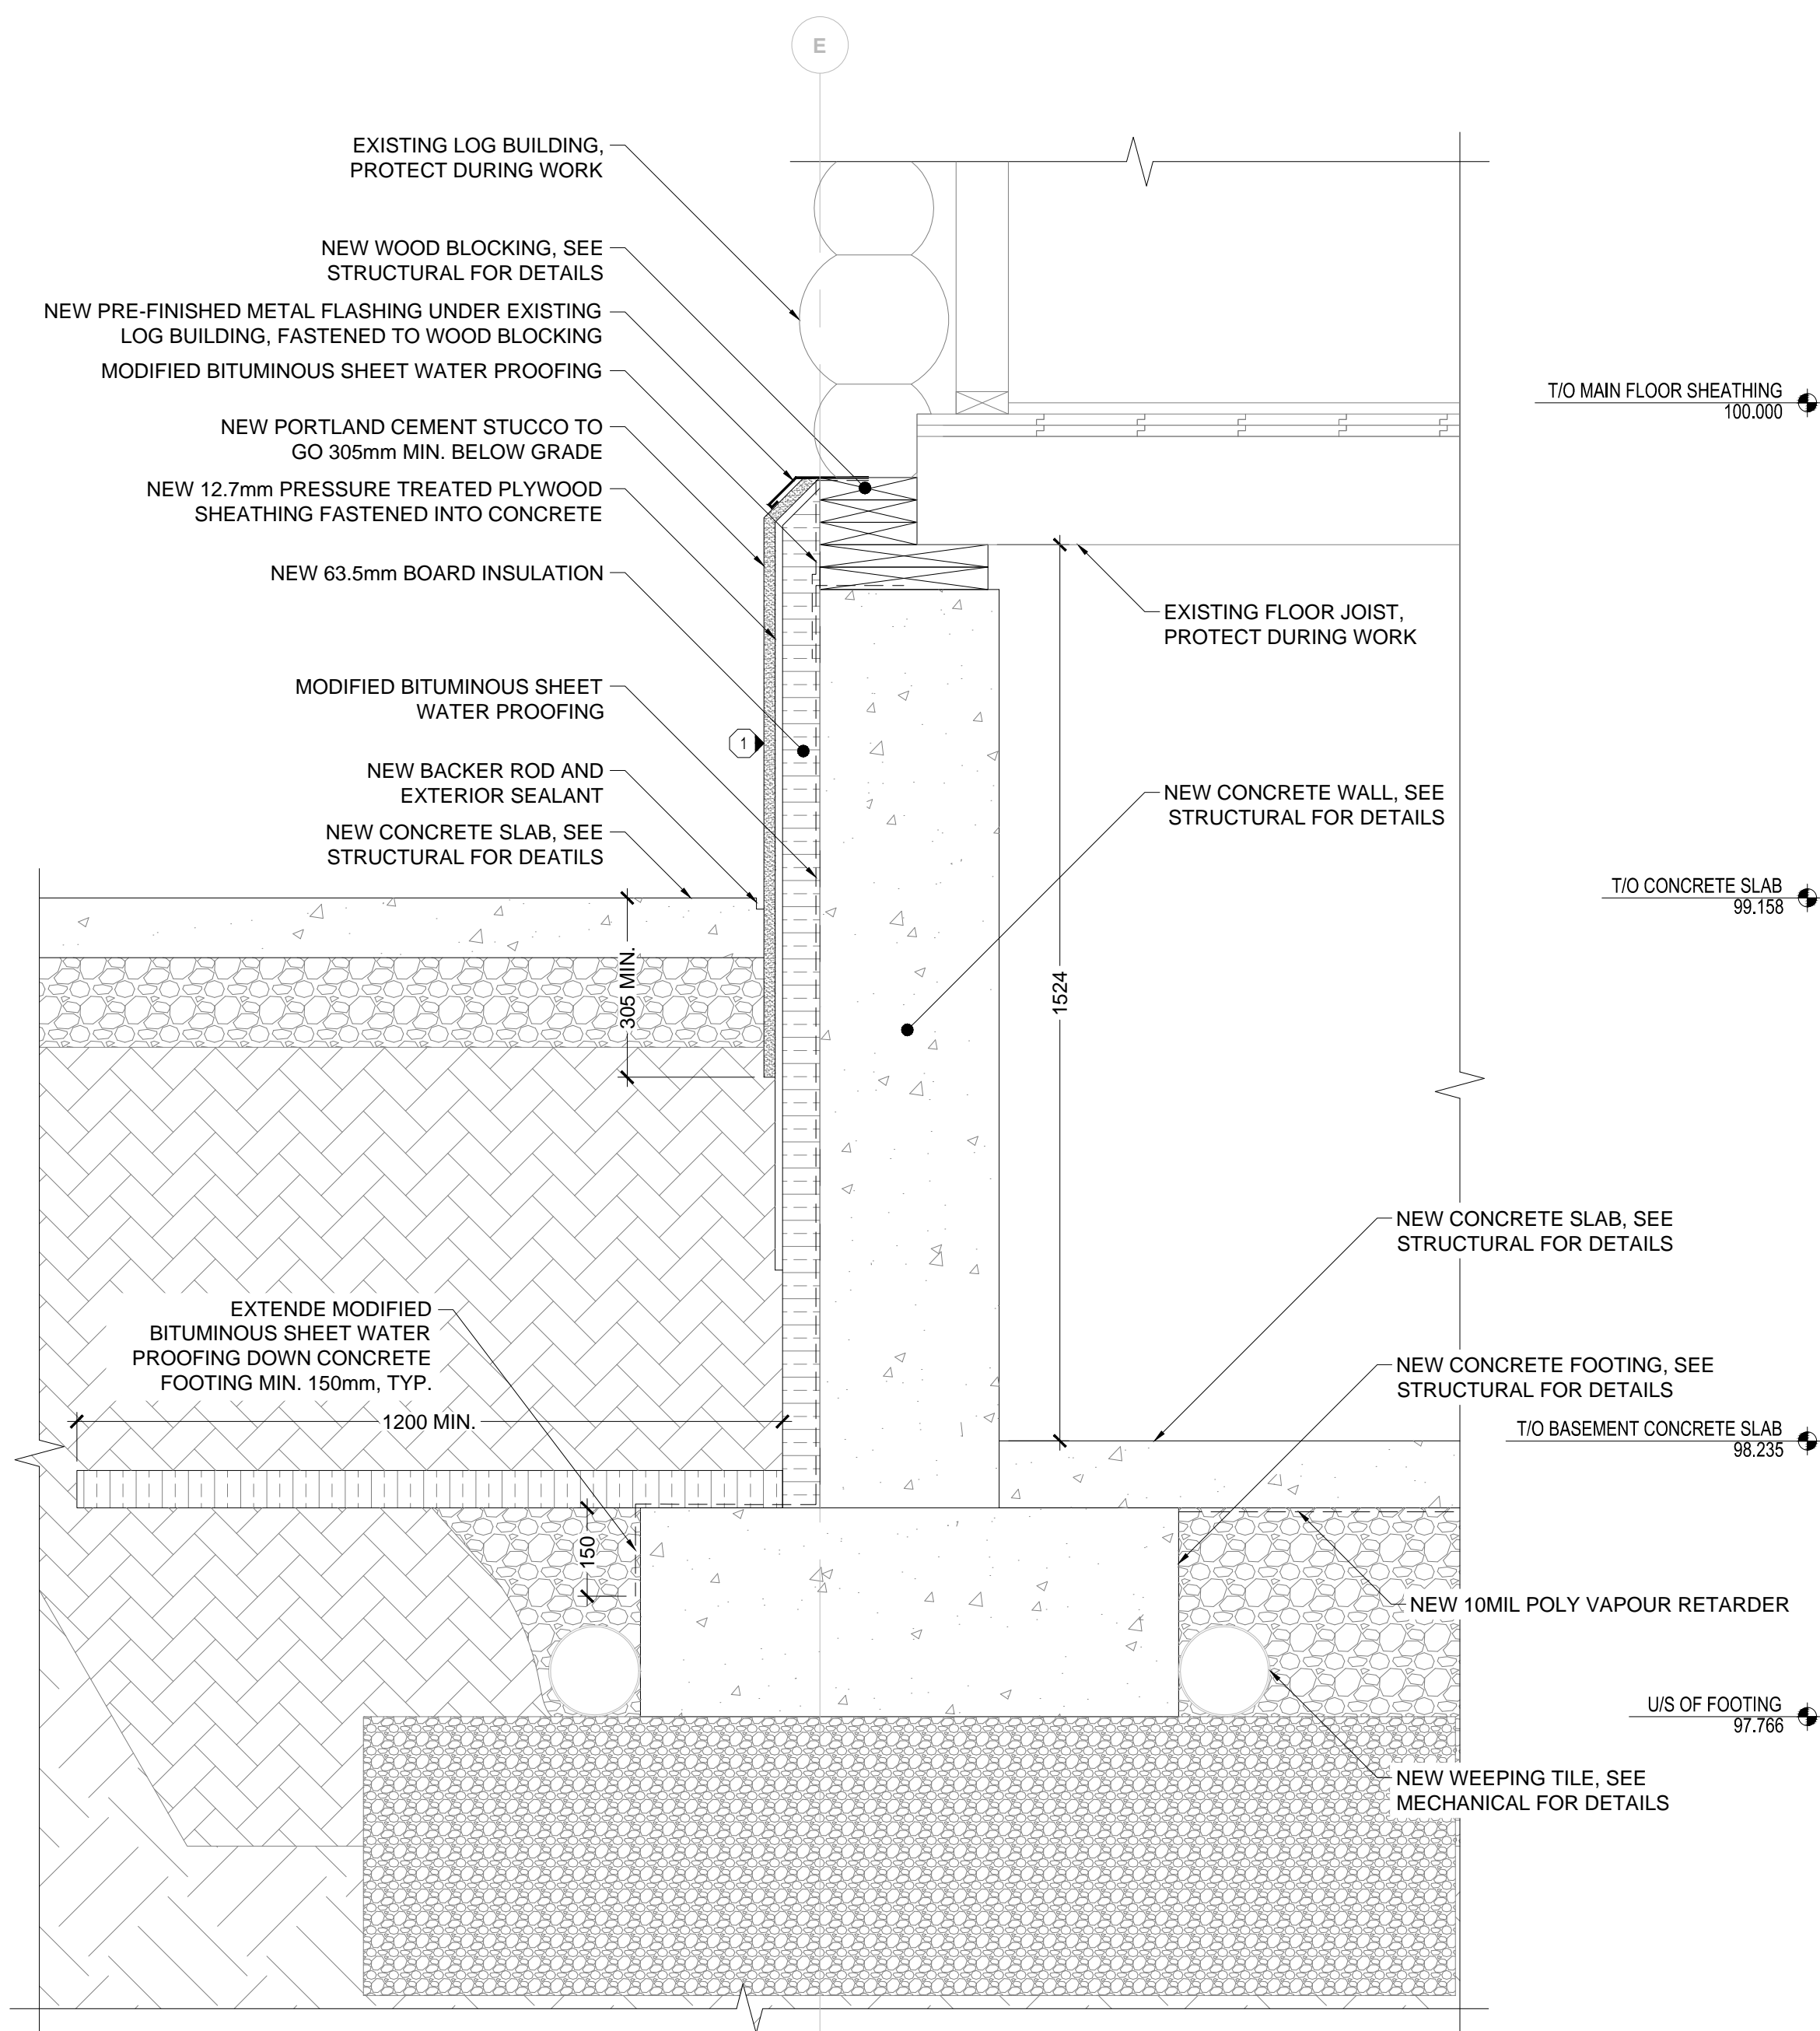 E
EXISTING LOG BUILDING,
PROTECT DURING WORK
NEW WOOD BLOCKING, SEE
STRUCTURAL FOR DETAILS
NEW PRE-FINISHED METAL FLASHING UNDER EXISTING
LOG BUILDING, FASTENED TO WOOD BLOCKING
MODIFIED BITUMINOUS SHEET WATER PROOFING
NEW PORTLAND CEMENT STUCCO TO
GO 305mm MIN. BELOW GRADE
NEW 12.7mm PRESSURE TREATED PLYWOOD
SHEATHING FASTENED INTO CONCRETE
NEW 63.5mm BOARD INSULATION
MODIFIED BITUMINOUS SHEET
WATER PROOFING
1
NEW BACKER ROD AND
EXTERIOR SEALANT
NEW CONCRETE SLAB, SEE
STRUCTURAL FOR DEATILS
305 MIN.
EXTENDE MODIFIED
BITUMINOUS SHEET WATER
PROOFING DOWN CONCRETE
FOOTING MIN. 150mm, TYP.
1200 MIN.
150
EXISTING FLOOR JOIST,
PROTECT DURING WORK
NEW CONCRETE WALL, SEE
STRUCTURAL FOR DETAILS
1524
NEW CONCRETE SLAB, SEE
STRUCTURAL FOR DETAILS
NEW CONCRETE FOOTING, SEE
STRUCTURAL FOR DETAILS
NEW 10MIL POLY VAPOUR RETARDER
NEW WEEPING TILE, SEE
MECHANICAL FOR DETAILS
T/O MAIN FLOOR SHEATHING
100.000
T/O CONCRETE SLAB
99.158
T/O BASEMENT CONCRETE SLAB
98.235
U/S OF FOOTING
97.766